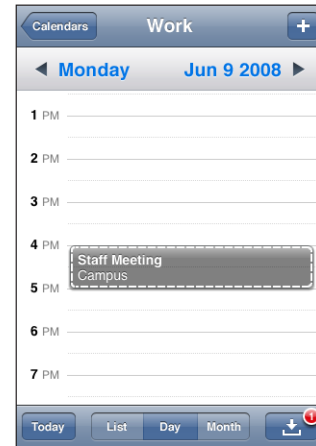 Calendars Work +
Monday Jun 9 2008
1 PM
2 PM
3 PM
4 PM
Staff Meeting
Campus
5 PM
6 PM
7 PM
Today List Day Month 1